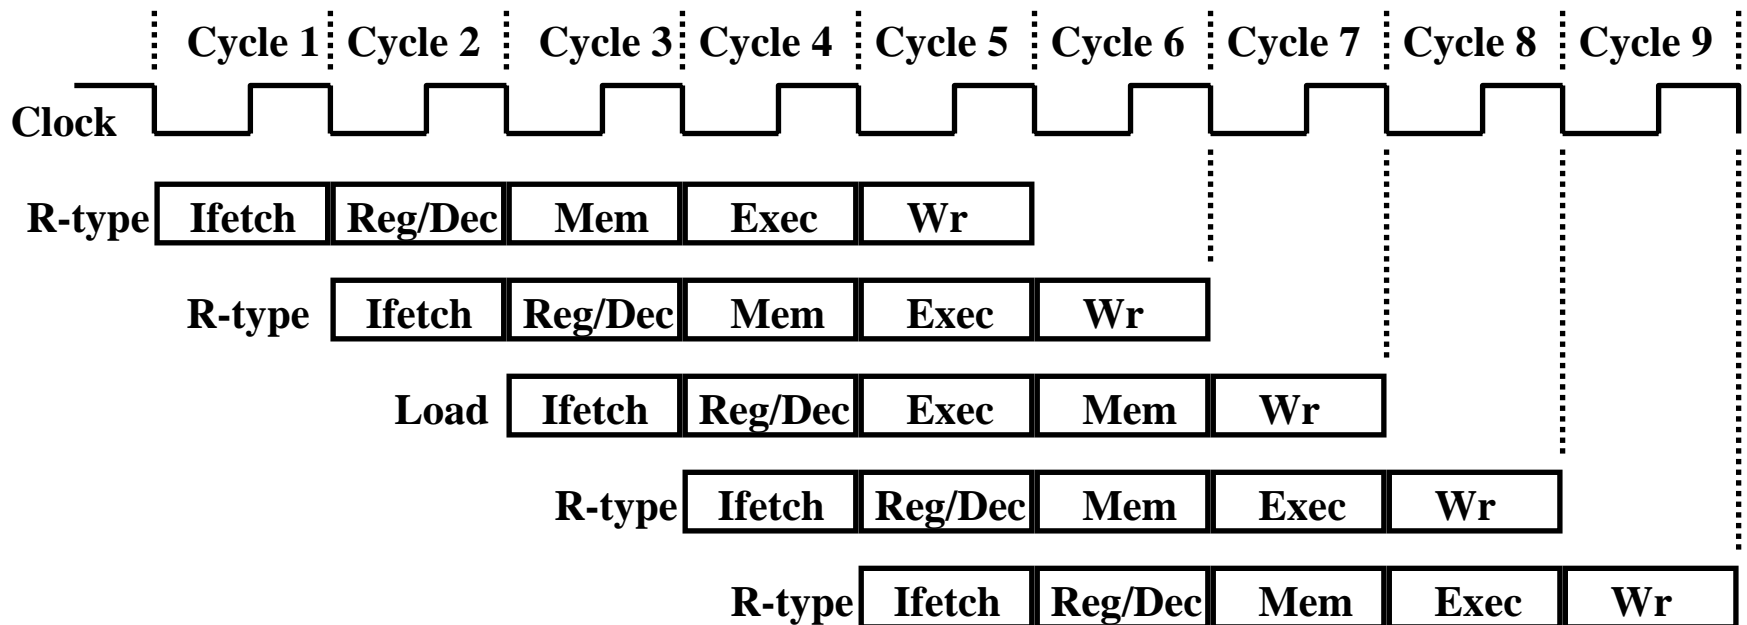 Cycle 1 Cycle 2 Cycle 3 Cycle 4 Cycle 5 Cycle 6 Cycle 7 Cycle 8 Cycle 9
Clock
R-type Ifetch Reg/Dec Mem Exec Wr
R-type Ifetch Reg/Dec Mem Exec Wr
Load Ifetch Reg/Dec Exec Mem Wr
R-type Ifetch Reg/Dec Mem Exec Wr
R-type Ifetch Reg/Dec Mem Exec Wr